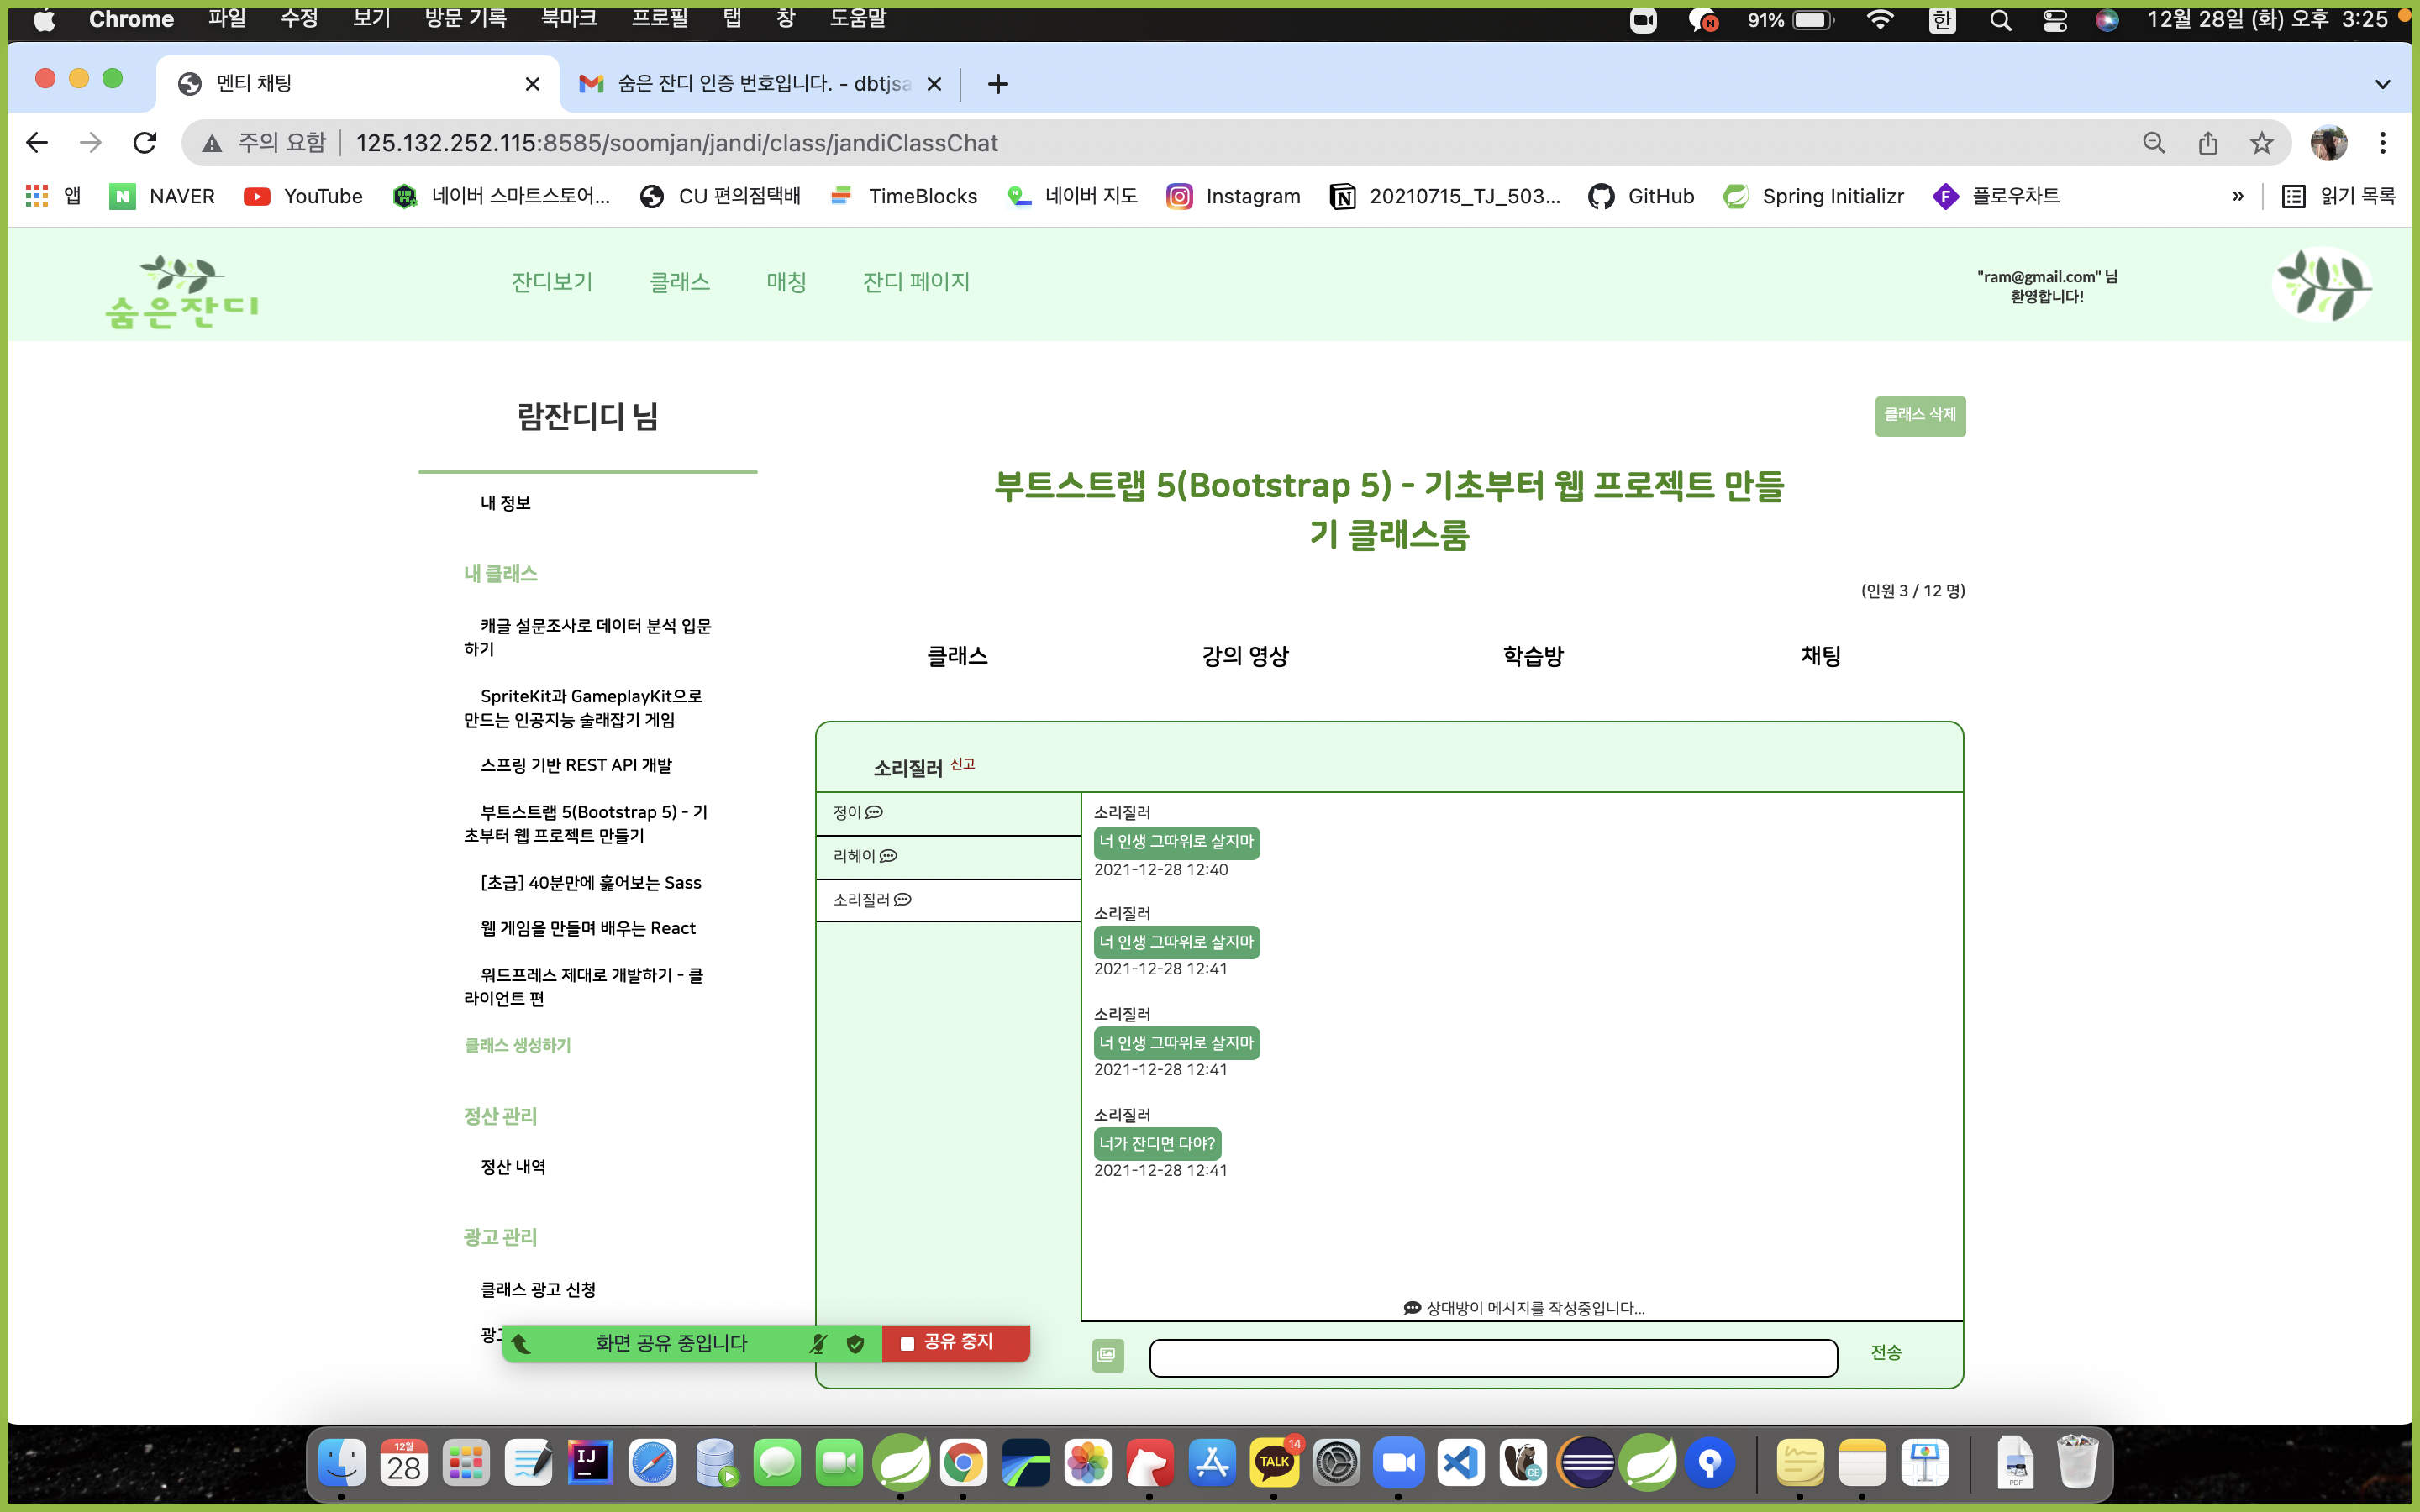 Chrome 파일 수정 보기 방문 기록 북마크 프로필 탭 창 도움말 N 91% 한 12월 28일 (화) 오후 3:25
멘티 채팅 숨은 잔디 인증 번호입니다. - dbtjsa
주의 요함 125.132.252.115:8585/soomjan/jandi/class/jandiClassChat
앱 NAVER YouTube 네이버 스마트스토어... CU 편의점택배 TimeBlocks 네이버 지도 Instagram 20210715_TJ_503... GitHub Spring Initializr 플로우차트 » 읽기 목록
숨은잔디
잔디보기 클래스 매칭 잔디 페이지
"ram@gmail.com" 님
환영합니다!
람잔디디 님
내 정보
내 클래스
캐글 설문조사로 데이터 분석 입문
하기
SpriteKit과 GameplayKit으로
만드는 인공지능 술래잡기 게임
스프링 기반 REST API 개발
부트스트랩 5(Bootstrap 5) - 기
초부터 웹 프로젝트 만들기
[초급] 40분만에 훑어보는 Sass
웹 게임을 만들며 배우는 React
워드프레스 제대로 개발하기 - 클
라이언트 편
클래스 생성하기
정산 관리
정산 내역
광고 관리
클래스 광고 신청
광고
클래스 삭제
부트스트랩 5(Bootstrap 5) - 기초부터 웹 프로젝트 만들
기 클래스룸
(인원 3 / 12 명)
클래스 강의 영상 학습방 채팅
소리질러 신고
정이
리헤이
소리질러
소리질러
너 인생 그따위로 살지마
2021-12-28 12:40
소리질러
너 인생 그따위로 살지마
2021-12-28 12:41
소리질러
너 인생 그따위로 살지마
2021-12-28 12:41
소리질러
너가 잔디면 다야?
2021-12-28 12:41
상대방이 메시지를 작성중입니다...
전송
화면 공유 중입니다 공유 중지
12월
28
IJ
TALK
14
CE
PDF